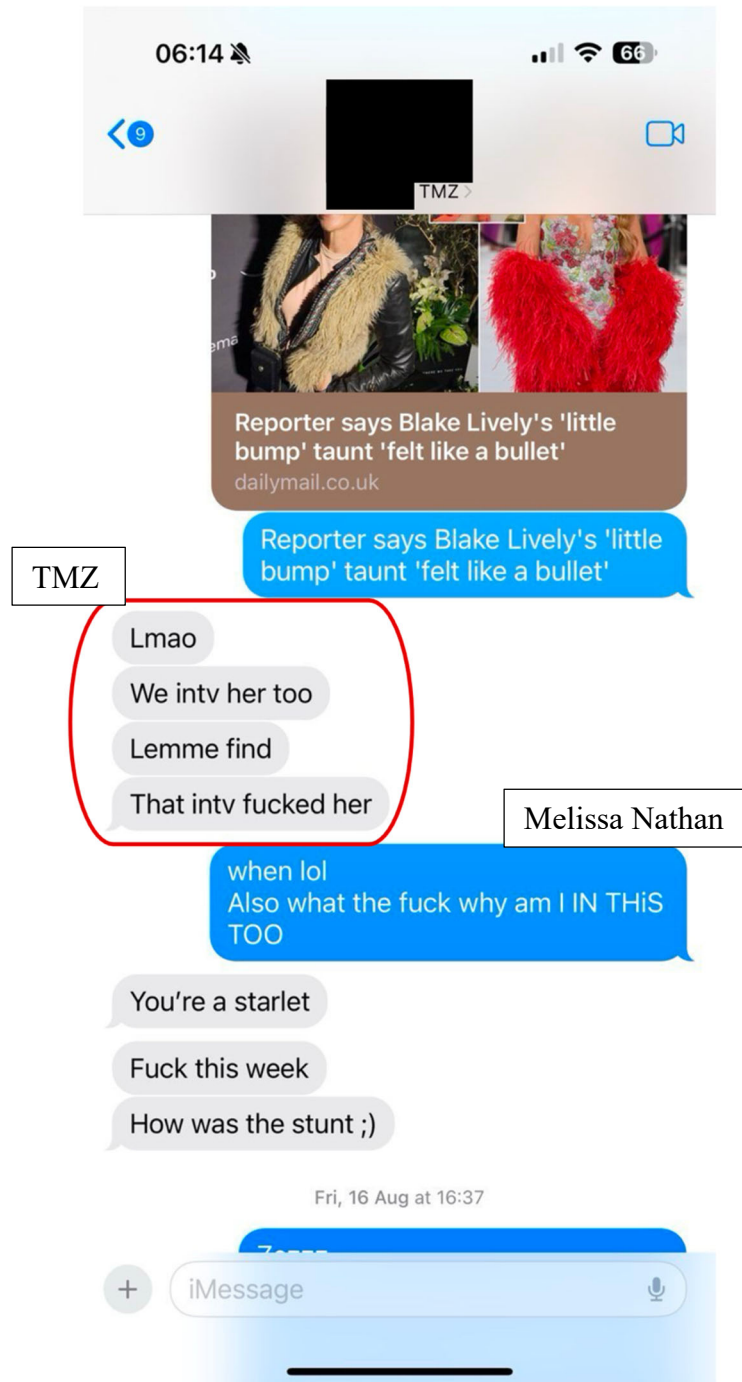 06:14
66
9
TMZ
Reporter says Blake Lively's 'little
bump' taunt 'felt like a bullet'
dailymail.co.uk
Reporter says Blake Lively's 'little
bump' taunt 'felt like a bullet'
TMZ
Lmao
We intv her too
Lemme find
That intv fucked her
Melissa Nathan
when lol
Also what the fuck why am I IN THiS
TOO
You're a starlet
Fuck this week
How was the stunt ;)
Fri, 16 Aug at 16:37
iMessage